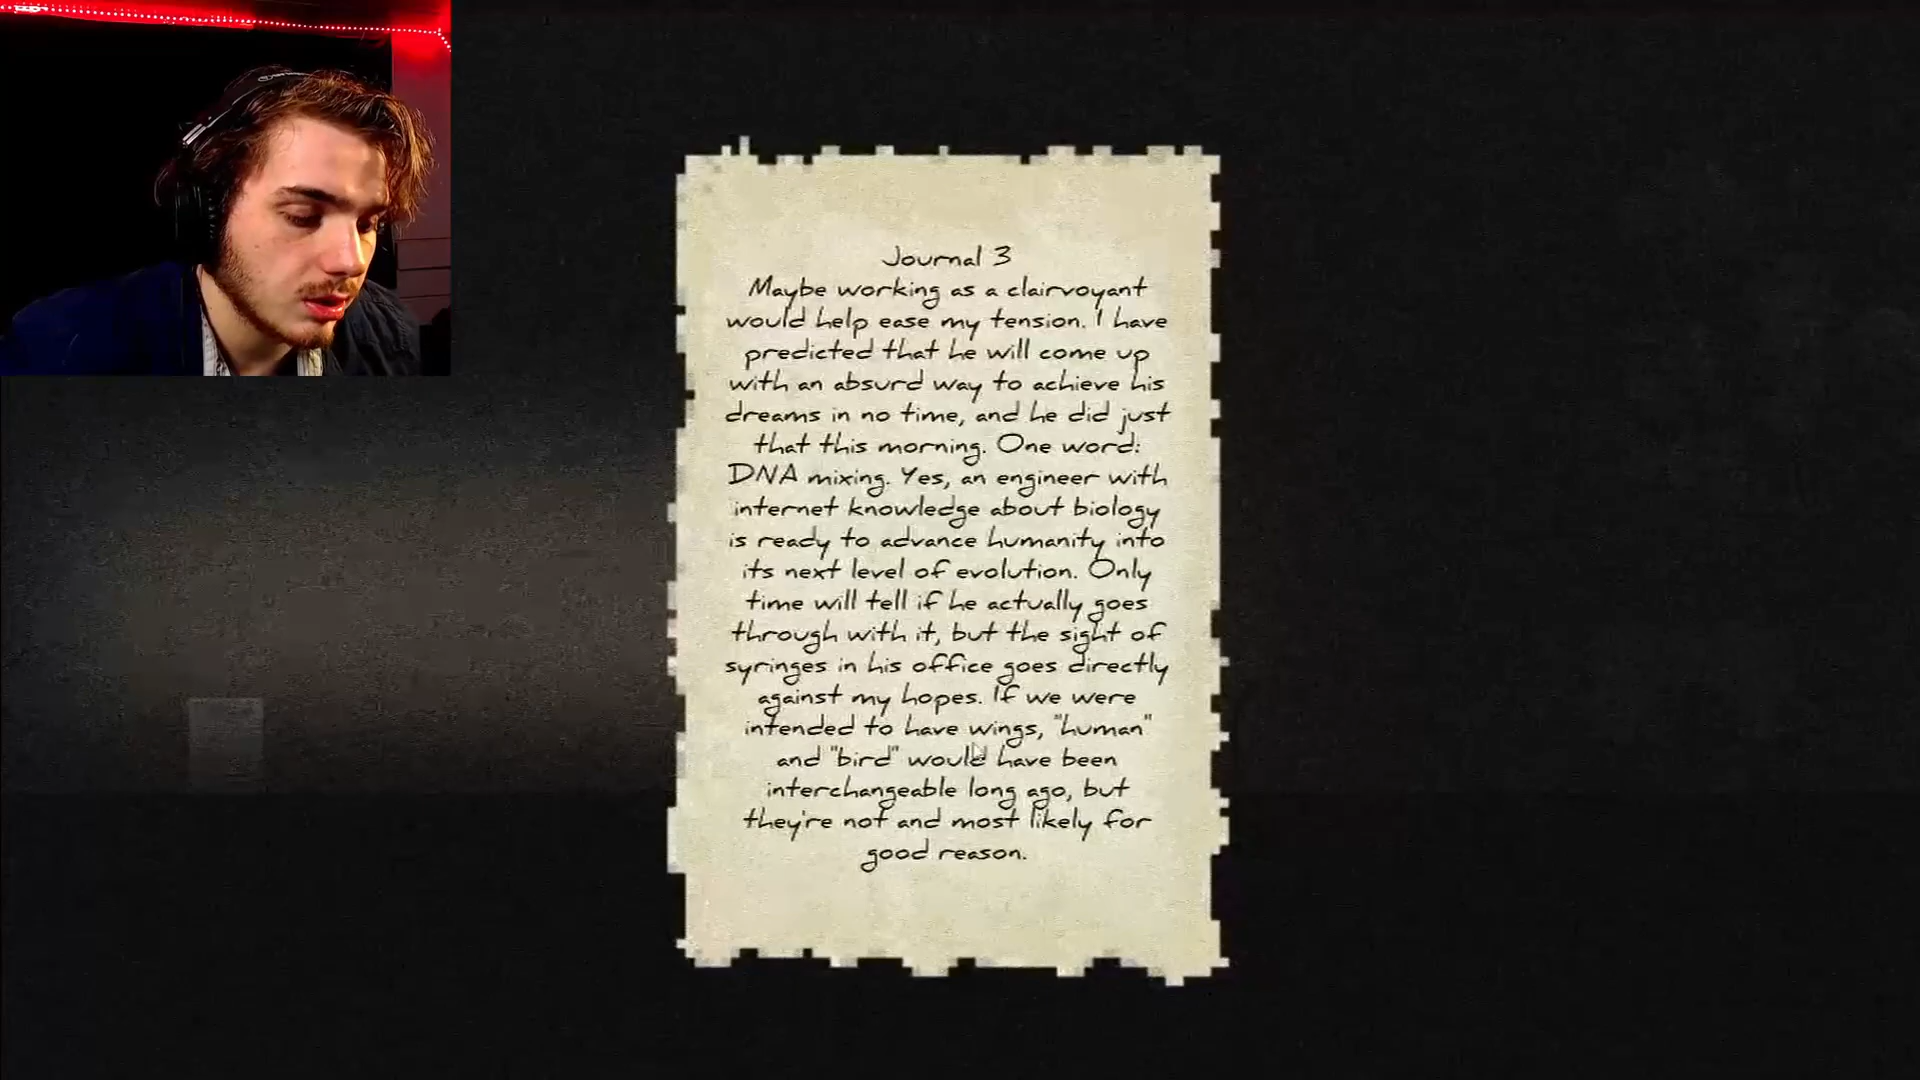 Journal 3
Maybe working as a clairvoyant
would help ease my tension. I have
predicted that he will come up
with an absurd way to achieve his
dreams in no time, and he did just
that this morning. One word:
DNA mixing. Yes, an engineer with
internet knowledge about biology
is ready to advance humanity into
its next level of evolution. Only
time will tell if he actually goes
through with it, but the sight of
syringes in his office goes directly
against my hopes. If we were
intended to have wings, "human"
and "bird" would have been
interchangeable long ago, but
they're not and most likely for
good reason.